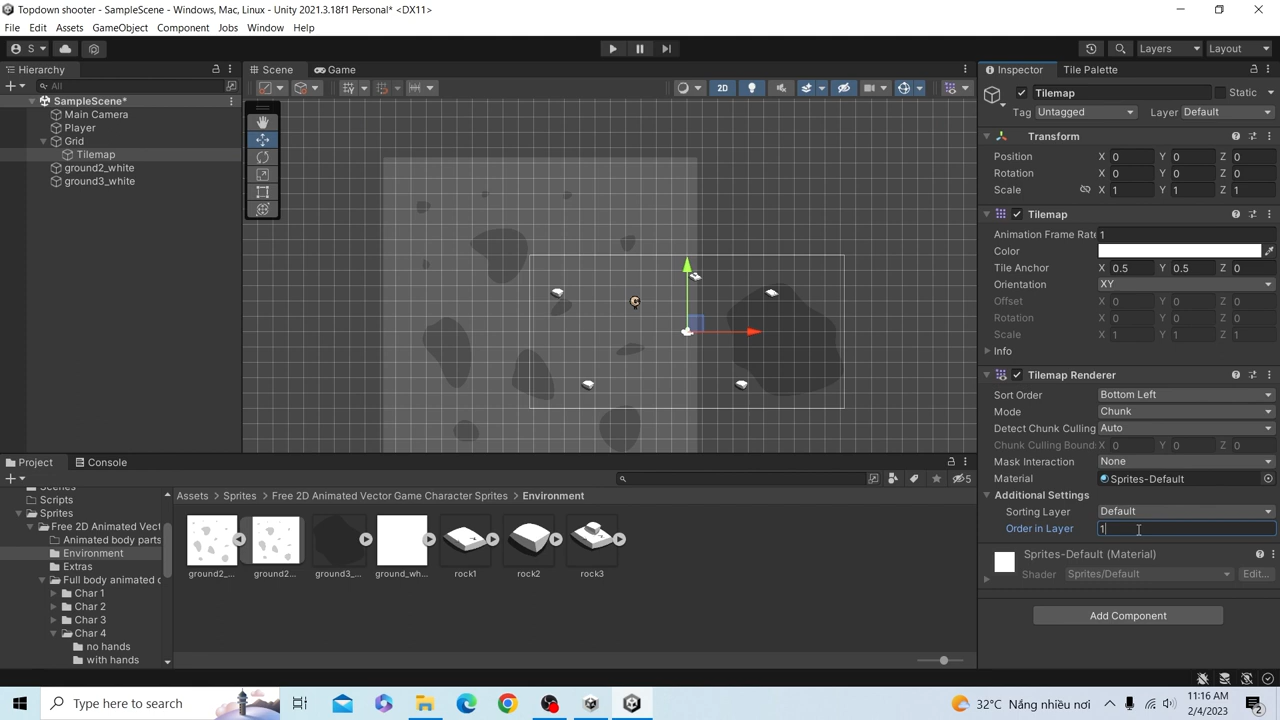 Topdown shooter - SampleScene - Windows, Mac, Linux - Unity 2021.3.18f1 Personal* <DX11>
File Edit Assets GameObject Component Jobs Window Help
S Layers Layout
Hierarchy Scene Game Inspector Tile Palette
All 2D
SampleScene* Tilemap Static
Main Camera Tag Untagged Layer Default
Player
Grid Transform
Tilemap Position X 0 Y 0 Z 0
ground2_white Rotation X 0 Y 0 Z 0
ground3_white Scale X 1 Y 1 Z 1
Tilemap
Animation Frame Rate 1
Color
Tile Anchor X 0.5 Y 0.5 Z 0
Orientation XY
Offset X 0 Y 0 Z 0
Rotation X 0 Y 0 Z 0
Scale X 1 Y 1 Z 1
Info
Tilemap Renderer
Sort Order Bottom Left
Mode Chunk
Detect Chunk Culling Auto
Chunk Culling Bounds X 0 Y 0 Z 0
Mask Interaction None
Material Sprites-Default
Additional Settings
Sorting Layer Default
Order in Layer 1
Sprites-Default (Material)
Shader Sprites/Default Edit...
Add Component
Project Console
5
Assets > Sprites > Free 2D Animated Vector Game Character Sprites > Environment
Scenes
Scripts
Sprites
Free 2D Animated Vect
Animated body parts
Environment
Extras
Full body animated c
Char 1
Char 2
Char 3
Char 4
no hands
with hands
ground2_... ground2... ground3_... ground_wh... rock1 rock2 rock3
Type here to search 32°C Nắng nhiều nơi 11:16 AM
2/4/2023 2